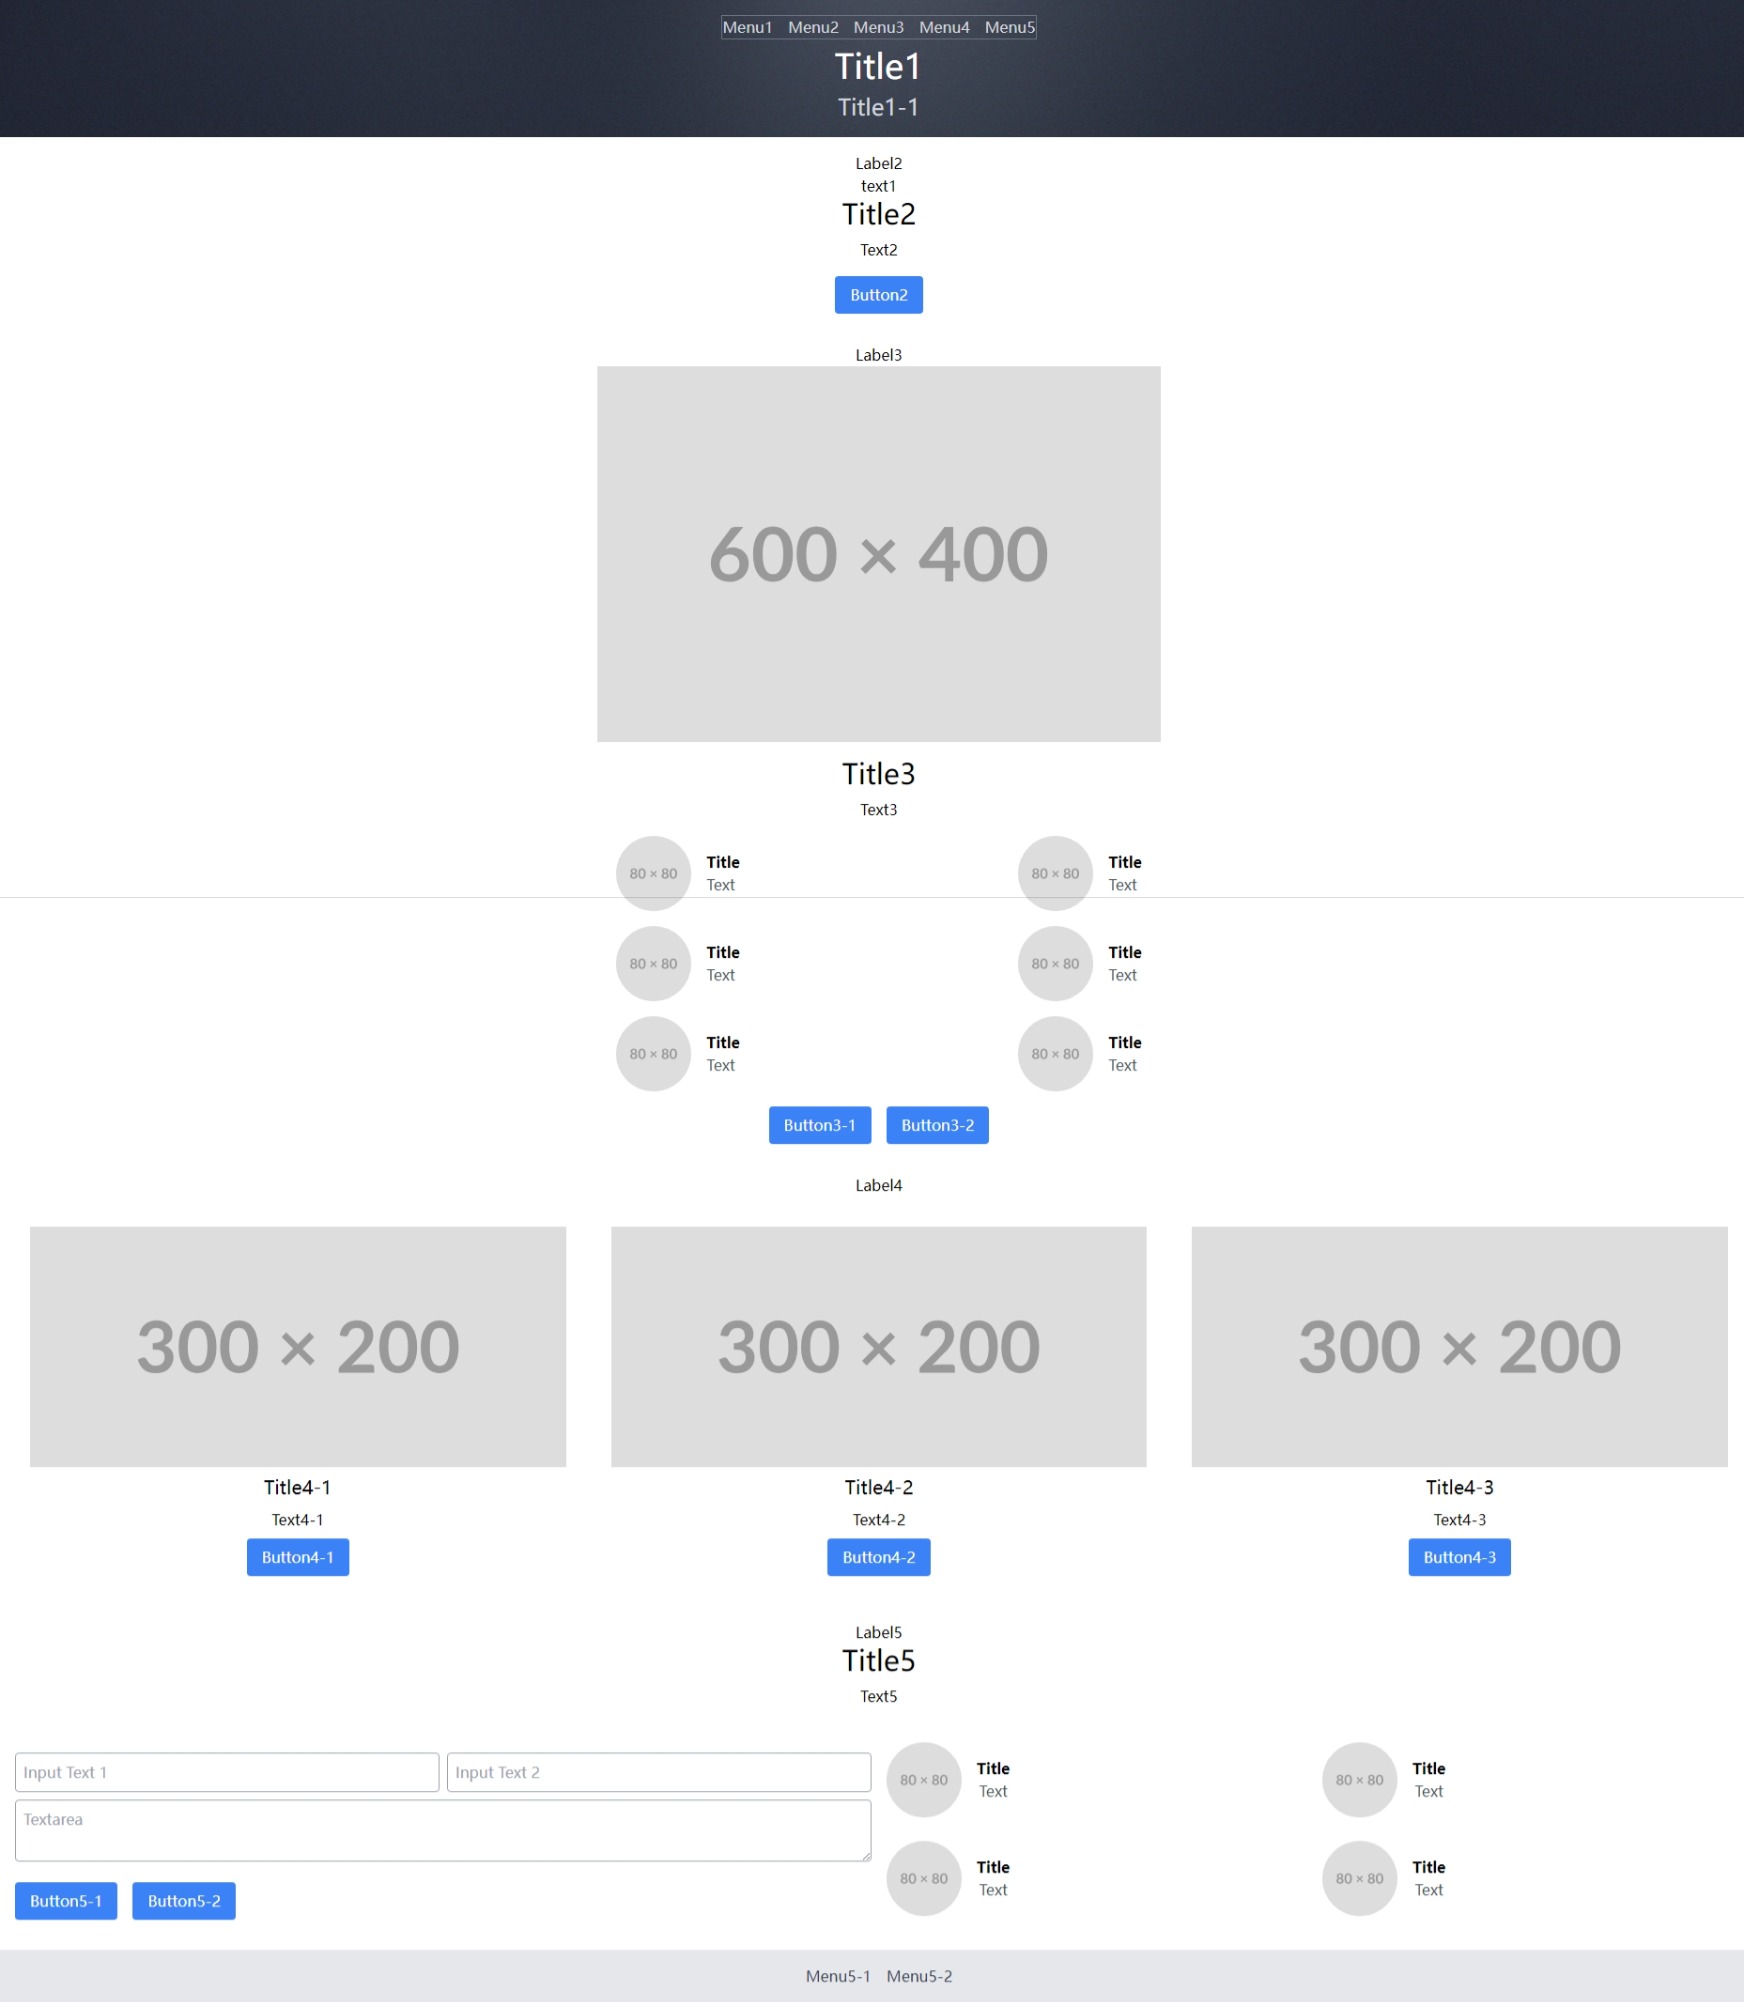 Menu1 Menu2 Menu3 Menu4 Menu5
Title1
Title1-1
Label2
text1
Title2
Text2
Button2
Label3
600 × 400
Title3
Text3
80 × 80 Title Text
80 × 80 Title Text
80 × 80 Title Text
80 × 80 Title Text
80 × 80 Title Text
80 × 80 Title Text
Button3-1 Button3-2
Label4
300 × 200 300 × 200 300 × 200
Title4-1 Title4-2 Title4-3
Text4-1 Text4-2 Text4-3
Button4-1 Button4-2 Button4-3
Label5
Title5
Text5
Input Text 1 Input Text 2
Textarea
Button5-1 Button5-2
80 × 80 Title Text
80 × 80 Title Text
80 × 80 Title Text
80 × 80 Title Text
Menu5-1 Menu5-2